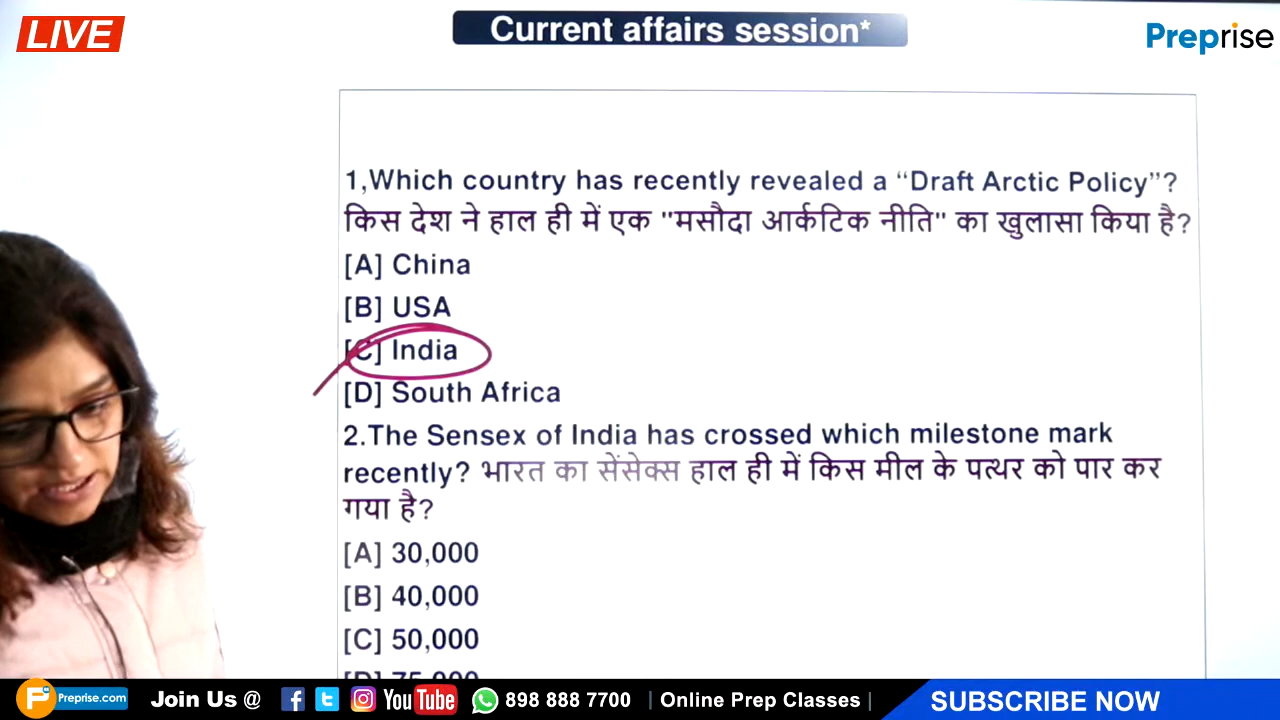 LIVE
Current affairs session*
Preprise
1,Which country has recently revealed a “Draft Arctic Policy”?
किस देश ने हाल ही में एक "मसौदा आर्कटिक नीति" का खुलासा किया है?
[A] China
[B] USA
[C] India
[D] South Africa
2.The Sensex of India has crossed which milestone mark
recently? भारत का सेंसेक्स हाल ही में किस मील के पत्थर को पार कर
गया है?
[A] 30,000
[B] 40,000
[C] 50,000
[D] 75,000
P Preprise.com Join Us @ f YouTube 898 888 7700 | Online Prep Classes | SUBSCRIBE NOW